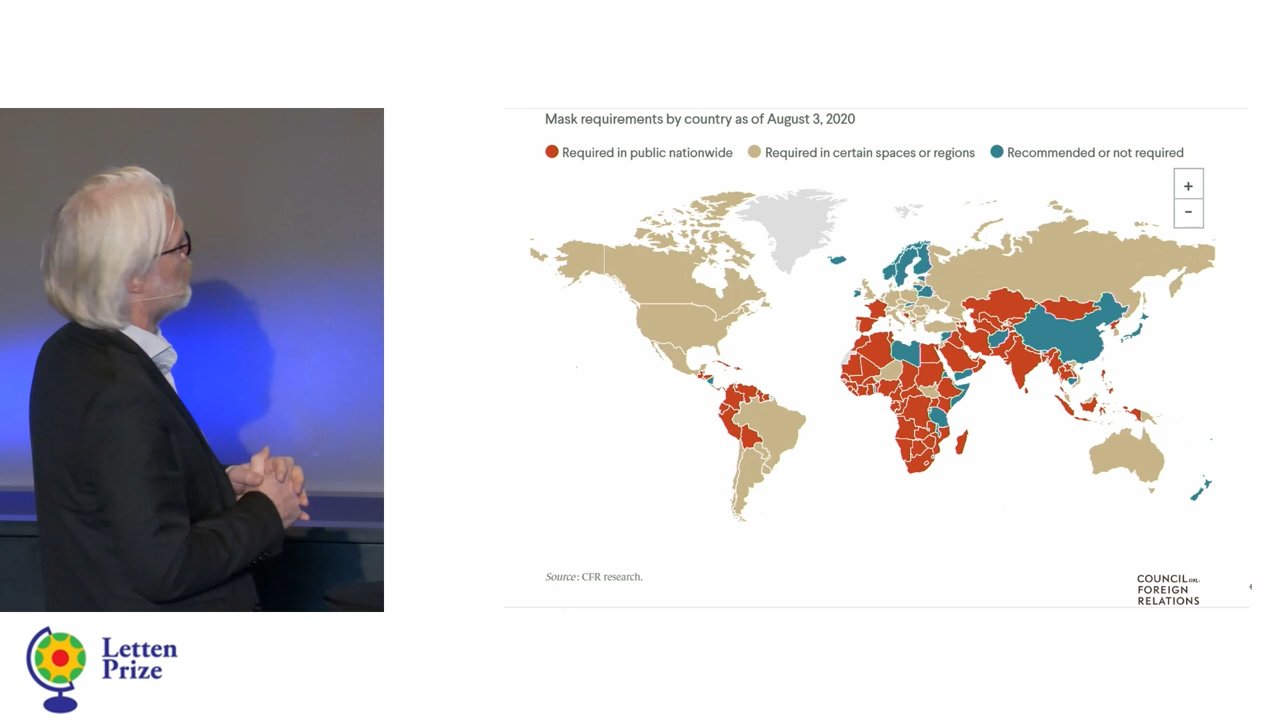 Mask requirements by country as of August 3, 2020
Required in public nationwide
Required in certain spaces or regions
Recommended or not required
+
−
Source: CFR research.
COUNCIL on
FOREIGN
RELATIONS
Letten
Prize